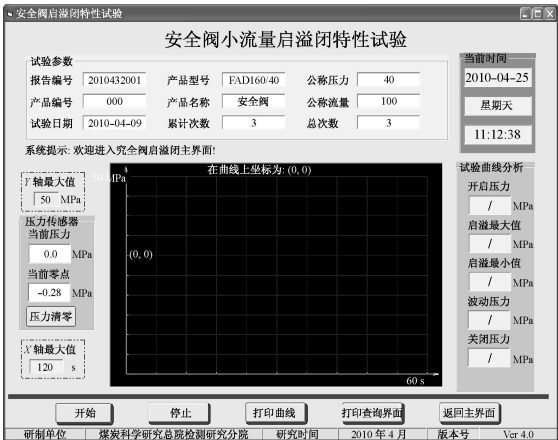 安全阀启溢闭特性试验
安全阀小流量启溢闭特性试验
试验参数
报告编号 2010432001 产品型号 FAD160/40 公称压力 40
产品编号 000 产品名称 安全阀 公称流量 100
试验日期 2010-04-09 累计次数 3 总次数 3
当前时间
2010-04-25
星期天
11:12:38
系统提示: 欢迎进入究全阀启溢闭主界面!
Y 轴最大值
50 MPa
压力传感器
当前压力
0.0 MPa
当前零点
-0.28 MPa
压力清零
X 轴最大值
120 s
在曲线上坐标为: (0, 0)
50 MPa
(0, 0)
60 s
试验曲线分析
开启压力
/ MPa
启溢最大值
/ MPa
启溢最小值
/ MPa
波动压力
/ MPa
关闭压力
/ MPa
开始 停止 打印曲线 打印查询界面 返回主界面
研制单位 煤炭科学研究总院检测研究分院 研究时间 2010 年 4 月 版本号 Ver 4.0